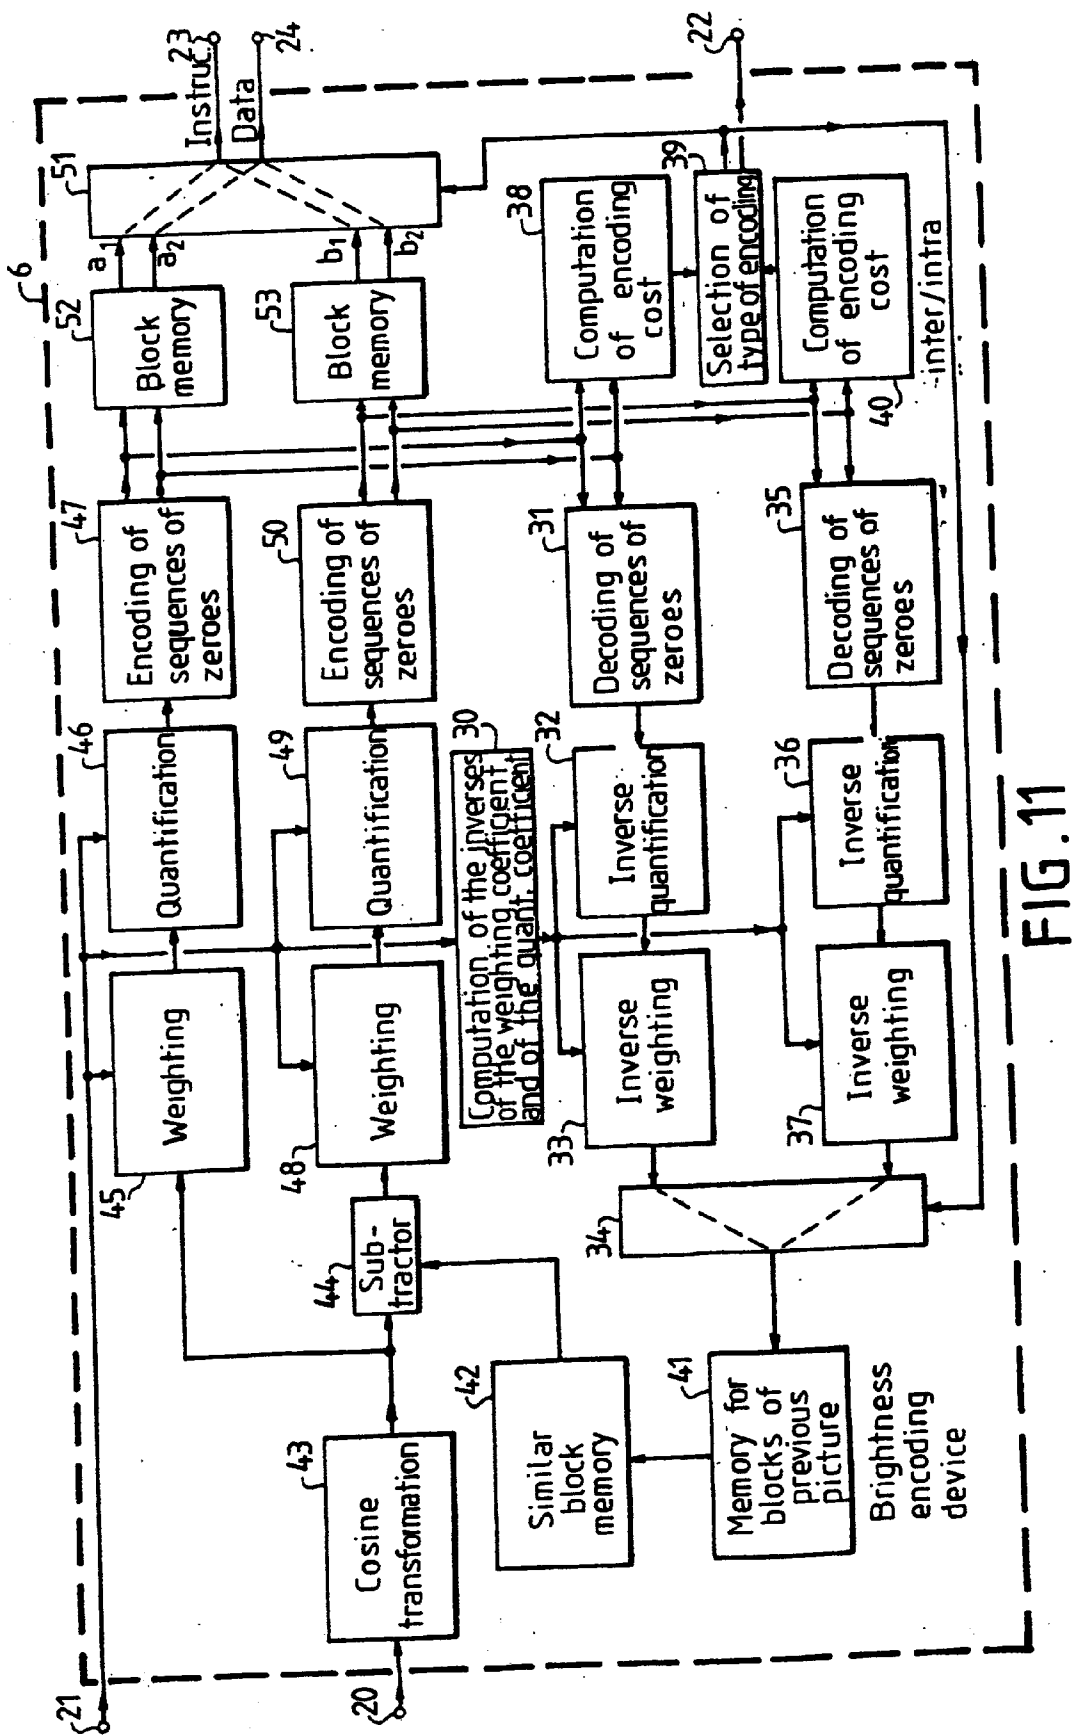 6
21
20
45
Weighting
46
Quantification
47
Encoding of
sequences of
zeroes
52
Block
memory
a1
a2
51
Instruc.
23
Data
24
43
Cosine
transformation
44
Sub-
tractor
48
Weighting
49
Quantification
50
Encoding of
sequences of
zeroes
53
Block
memory
b1
b2
30
Computation of the inverses
of the weighting coefficient
and of the quant. coefficient
42
Similar
block
memory
34
33
Inverse
weighting
32
Inverse
quantification
31
Decoding of
sequences of
zeroes
38
Computation
of encoding
cost
39
Selection of
type of encoding
22
41
Memory for
blocks of
previous
picture
37
Inverse
weighting
36
Inverse
quantification
35
Decoding of
sequences of
zeroes
40
Computation
of encoding
cost
inter/intra
Brightness
encoding
device
FIG.11